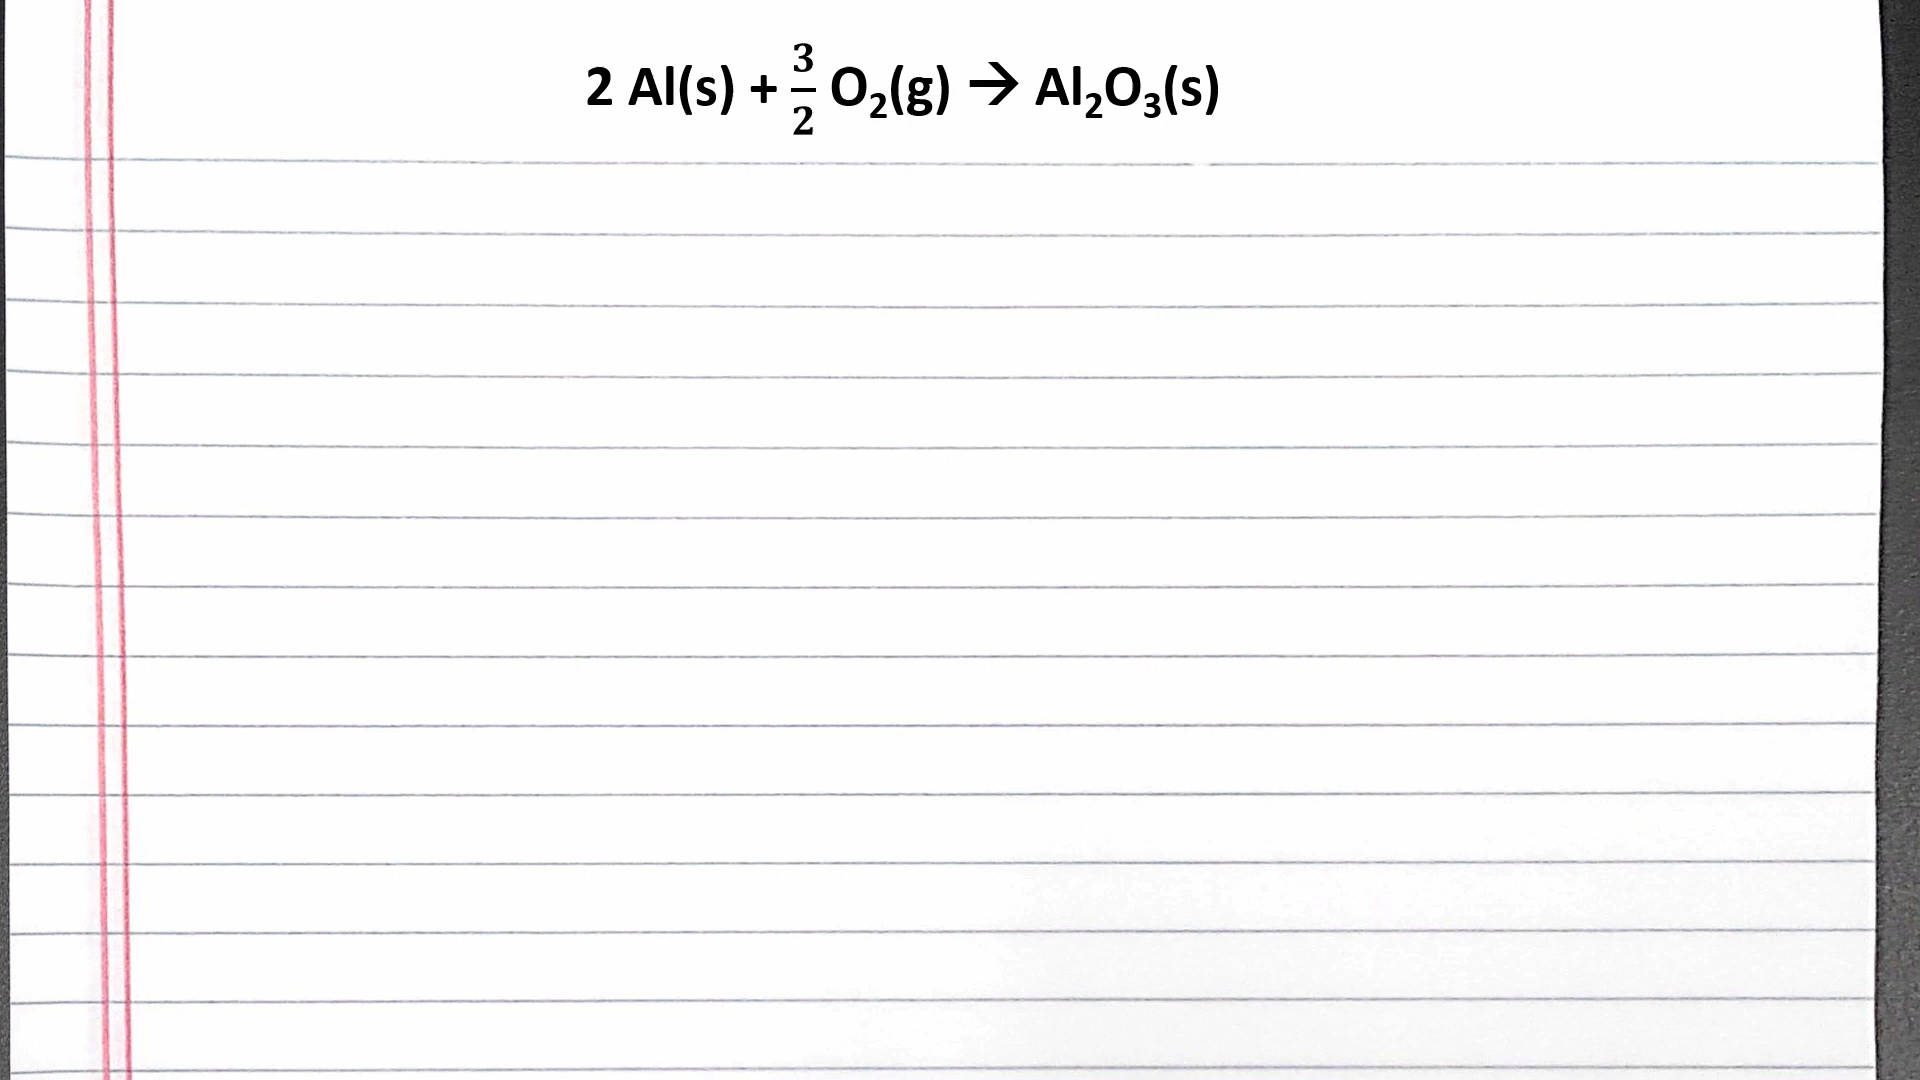 2 Al(s) + 3/2 O₂(g) → Al₂O₃(s)